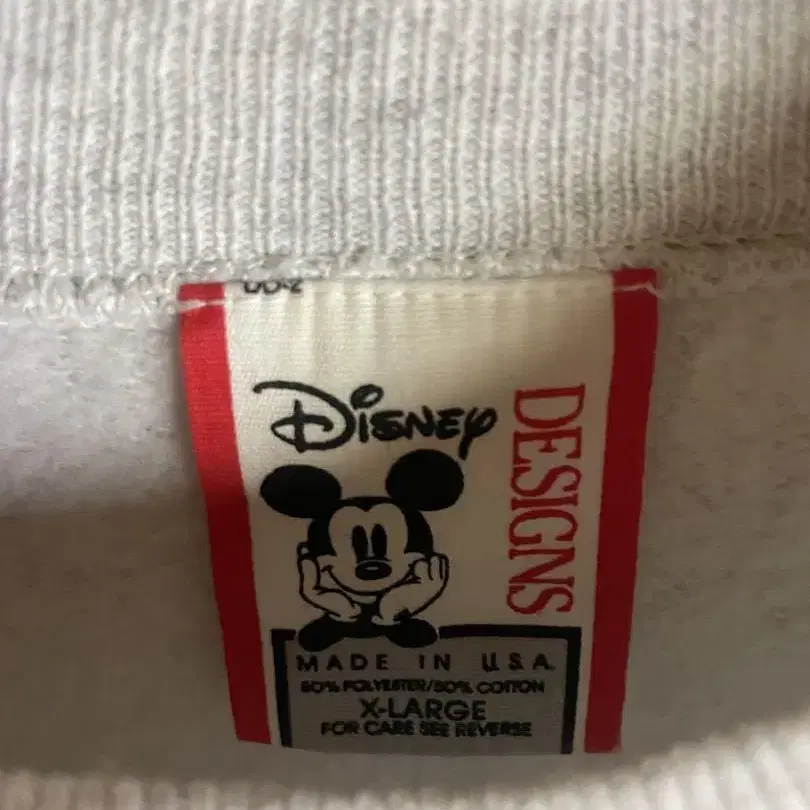 DISNEY
DESIGNS
MADE IN U.S.A.
50% POLYESTER/50% COTTON
X-LARGE
FOR CARE SEE REVERSE